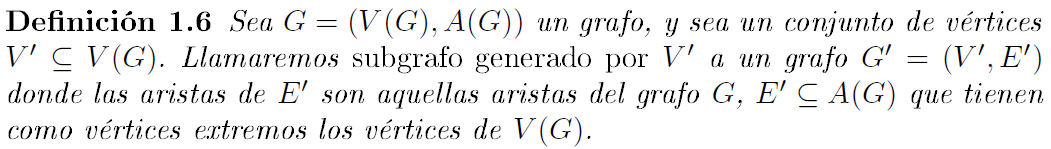 Definición 1.6 Sea G = (V(G), A(G)) un grafo, y sea un conjunto de vértices
V′ ⊆ V(G). Llamaremos subgrafo generado por V′ a un grafo G′ = (V′, E′)
donde las aristas de E′ son aquellas aristas del grafo G, E′ ⊆ A(G) que tienen
como vértices extremos los vértices de V(G).